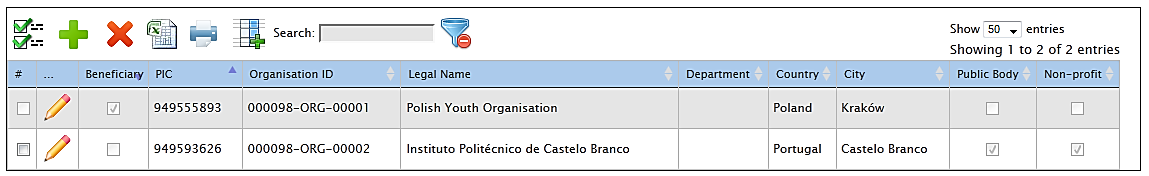 Search:
Show 50 entries
Showing 1 to 2 of 2 entries
# ... Beneficiary PIC Organisation ID Legal Name Department Country City Public Body Non-profit
949555893 000098-ORG-00001 Polish Youth Organisation Poland Kraków
949593626 000098-ORG-00002 Instituto Politécnico de Castelo Branco Portugal Castelo Branco